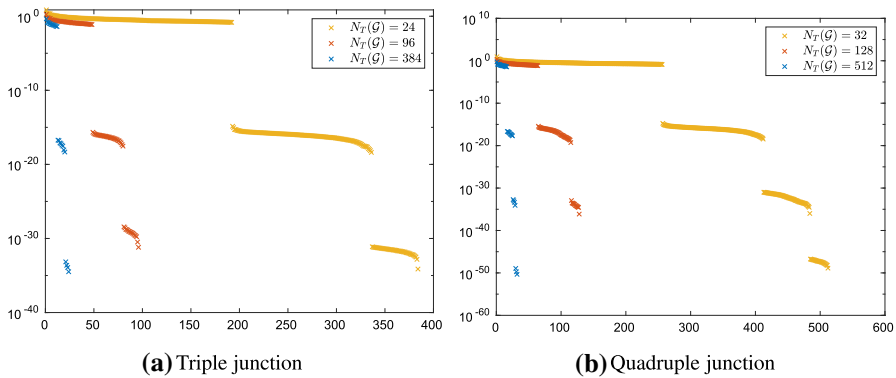 10^0
10^-10
10^-20
10^-30
10^-40
0 50 100 150 200 250 300 350 400
N_T(𝒢) = 24
N_T(𝒢) = 96
N_T(𝒢) = 384
(a) Triple junction
10^10
10^0
10^-10
10^-20
10^-30
10^-40
10^-50
10^-60
0 100 200 300 400 500 600
N_T(𝒢) = 32
N_T(𝒢) = 128
N_T(𝒢) = 512
(b) Quadruple junction